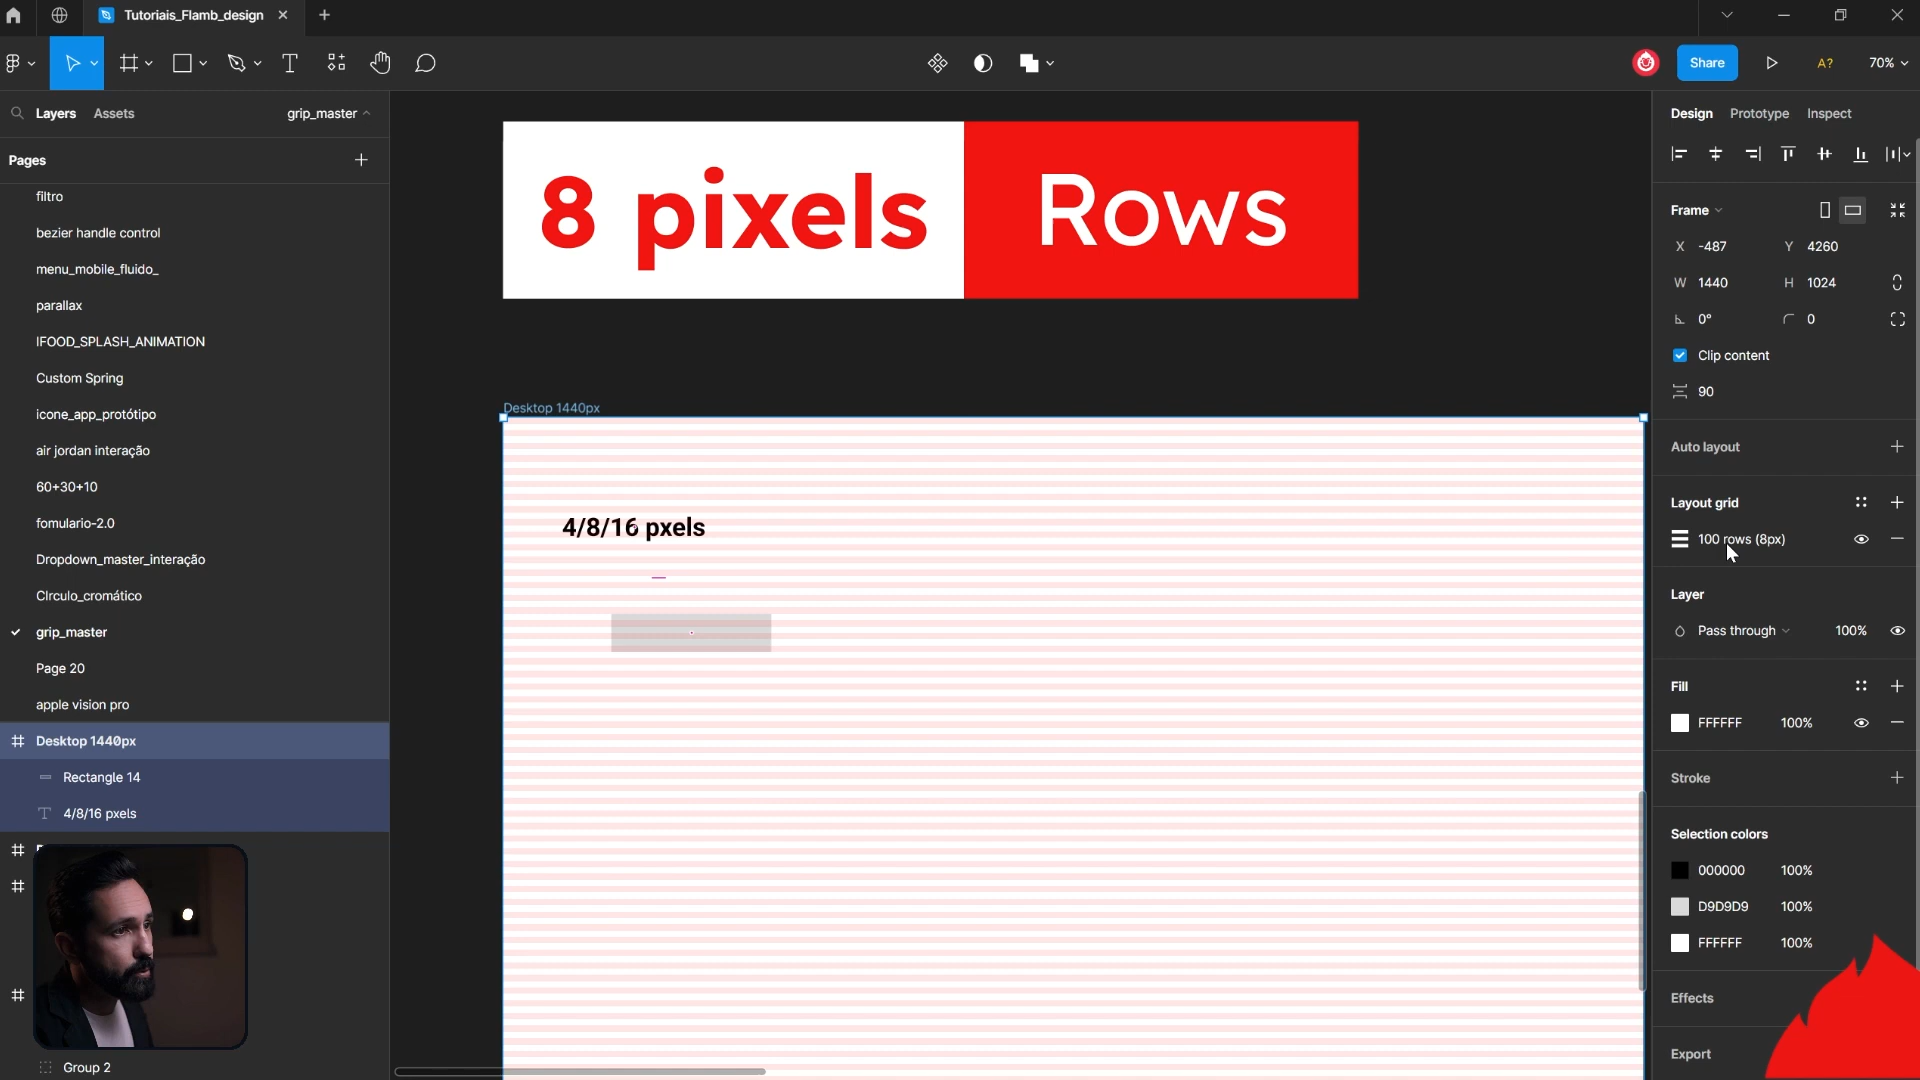 Tutoriais_Flamb_design
Share
A?
70%
Layers
Assets
grip_master
Pages
filtro
bezier handle control
menu_mobile_fluido_
parallax
IFOOD_SPLASH_ANIMATION
Custom Spring
icone_app_protótipo
air jordan interação
60+30+10
fomulario-2.0
Dropdown_master_interação
CIrculo_cromático
grip_master
Page 20
apple vision pro
Desktop 1440px
Rectangle 14
4/8/16 pxels
Group 2
8 pixels
Rows
Desktop 1440px
4/8/16 pxels
Design
Prototype
Inspect
Frame
X -487
Y 4260
W 1440
H 1024
0°
0
Clip content
90
Auto layout
Layout grid
100 rows (8px)
Layer
Pass through
100%
Fill
FFFFFF
100%
Stroke
Selection colors
000000
100%
D9D9D9
100%
FFFFFF
100%
Effects
Export